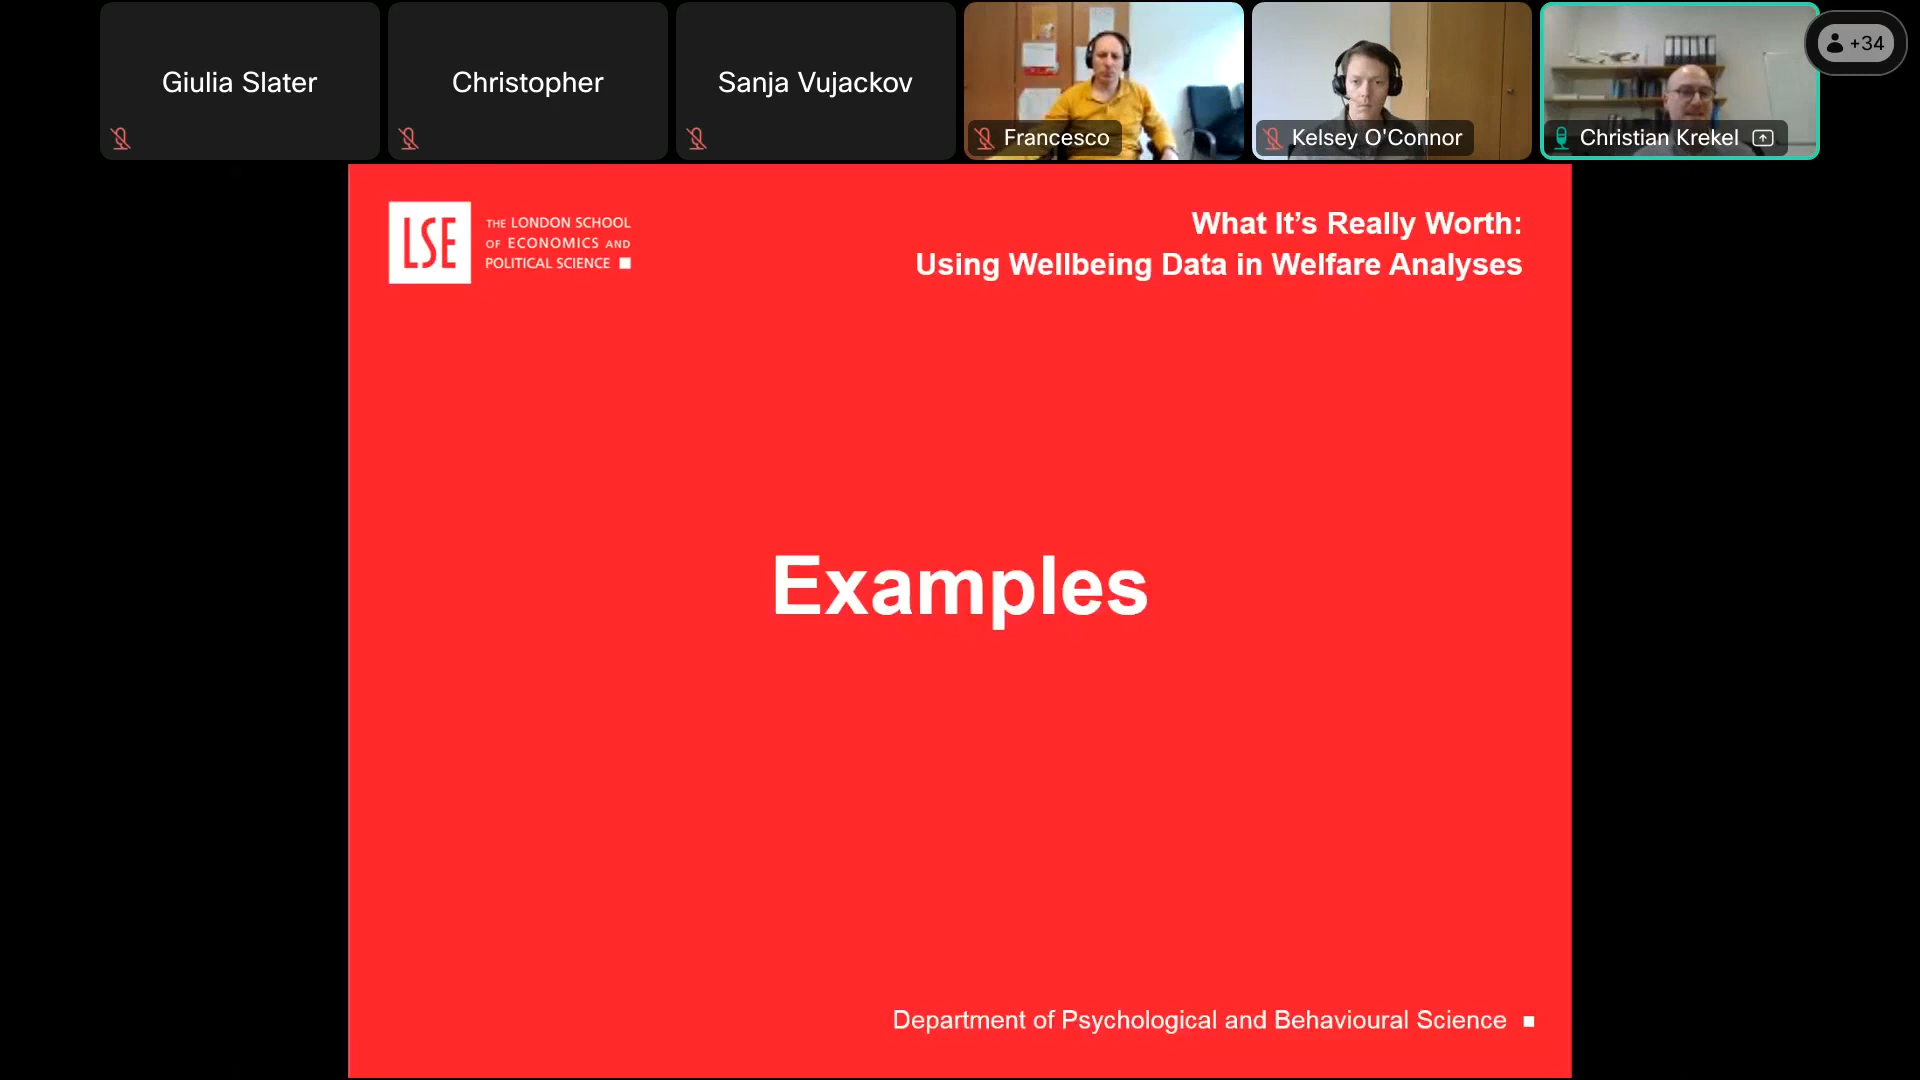 Giulia Slater
Christopher
Sanja Vujackov
Francesco
Kelsey O'Connor
Christian Krekel
+34
LSE
THE LONDON SCHOOL
OF ECONOMICS AND
POLITICAL SCIENCE
What It’s Really Worth:
Using Wellbeing Data in Welfare Analyses
Examples
Department of Psychological and Behavioural Science